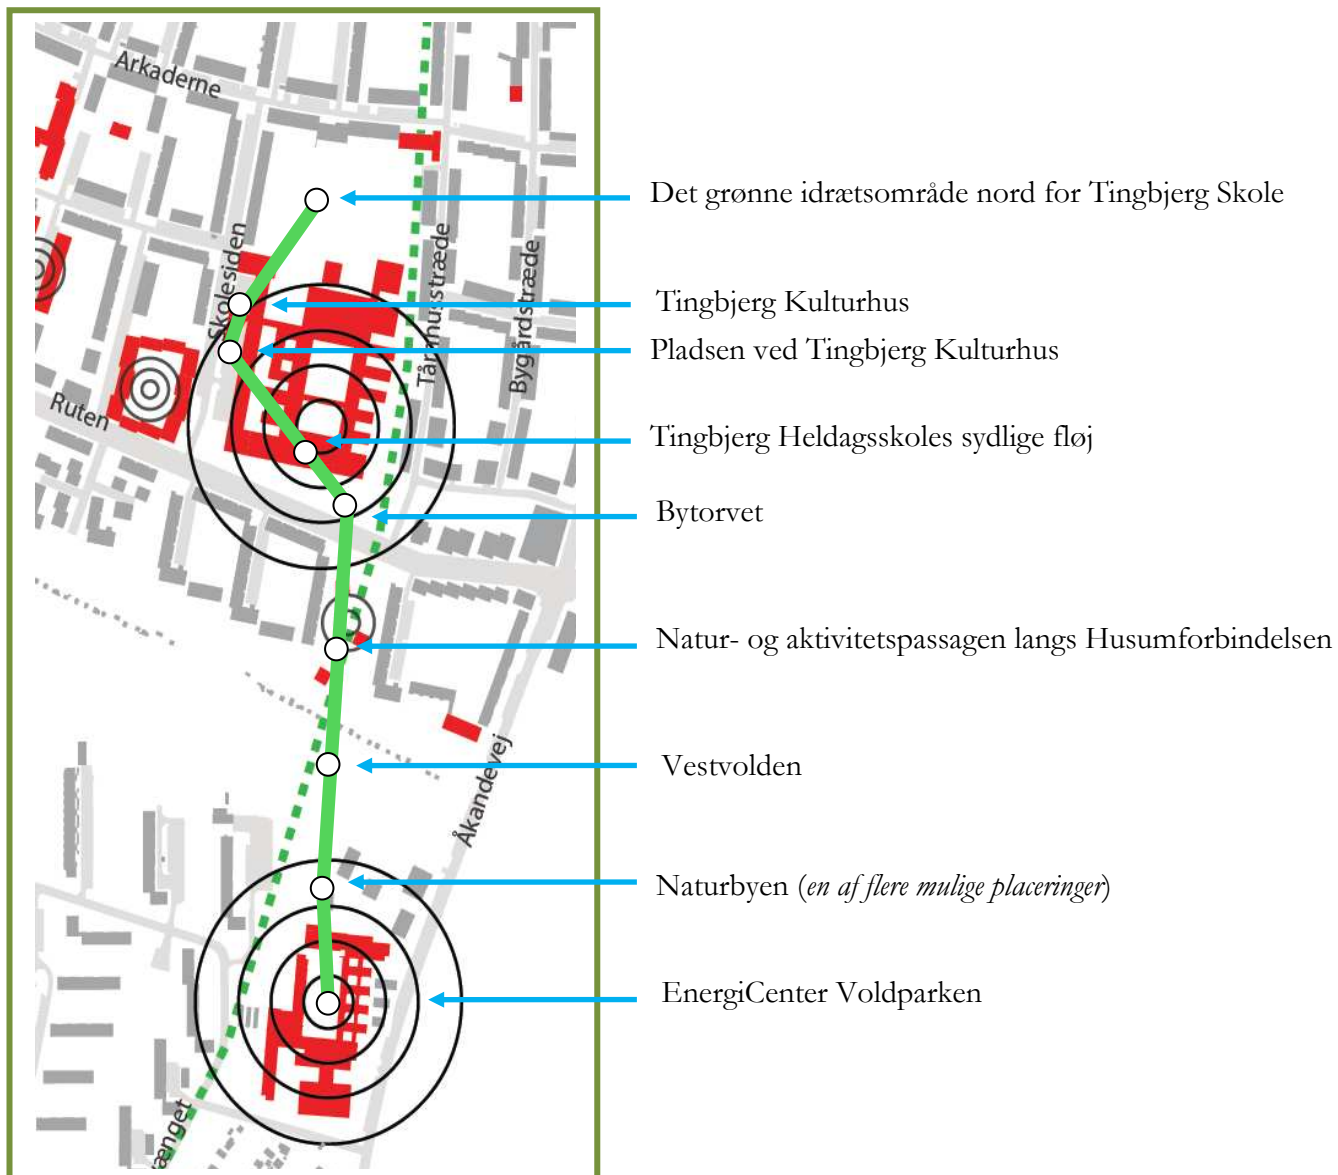 Arkaderne
Det grønne idrætsområde nord for Tingbjerg Skole
Skolesiden
Tårnhusstræde
Bygårdstræde
Tingbjerg Kulturhus
Pladsen ved Tingbjerg Kulturhus
Ruten
Tingbjerg Heldagsskoles sydlige fløj
Bytorvet
Natur- og aktivitetspassagen langs Husumforbindelsen
Vestvolden
Åkandevej
Naturbyen (en af flere mulige placeringer)
EnergiCenter Voldparken
vænget